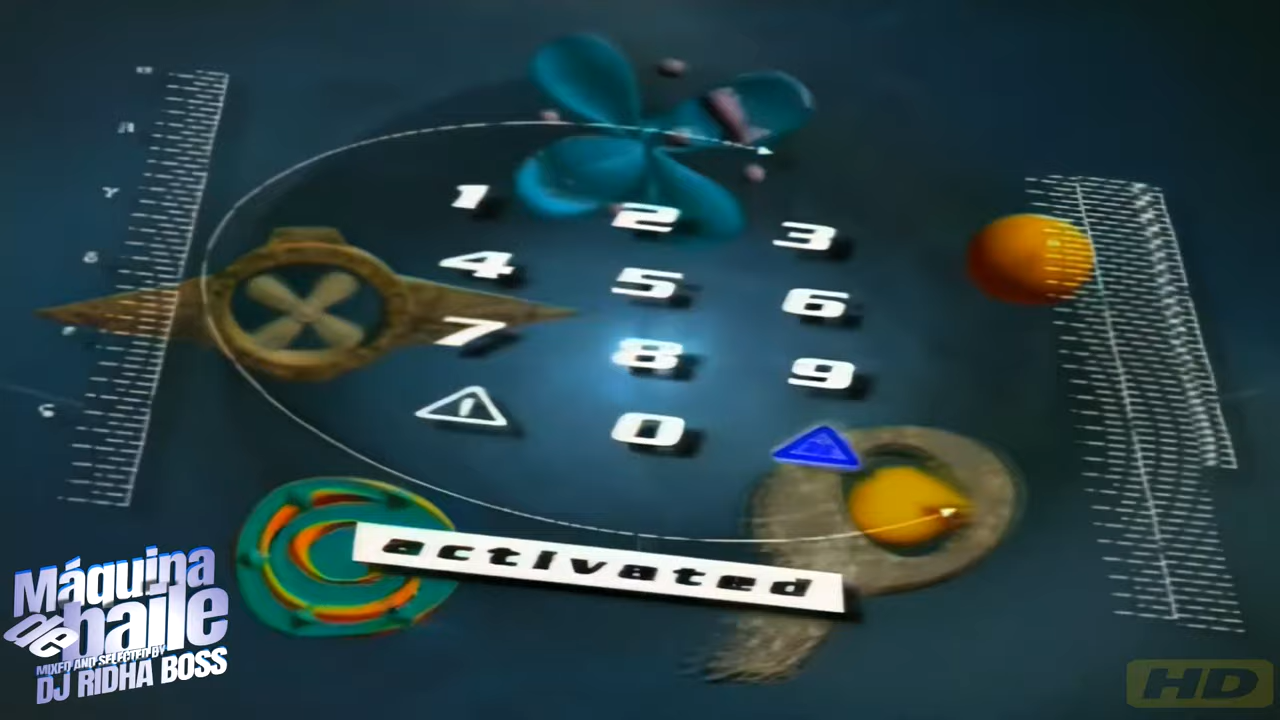 1 2 3
4 5 6
7 8 9
! 0
activated
Máquina
de baile
MIXED AND SELECTED BY
DJ RIDHA BOSS
HD